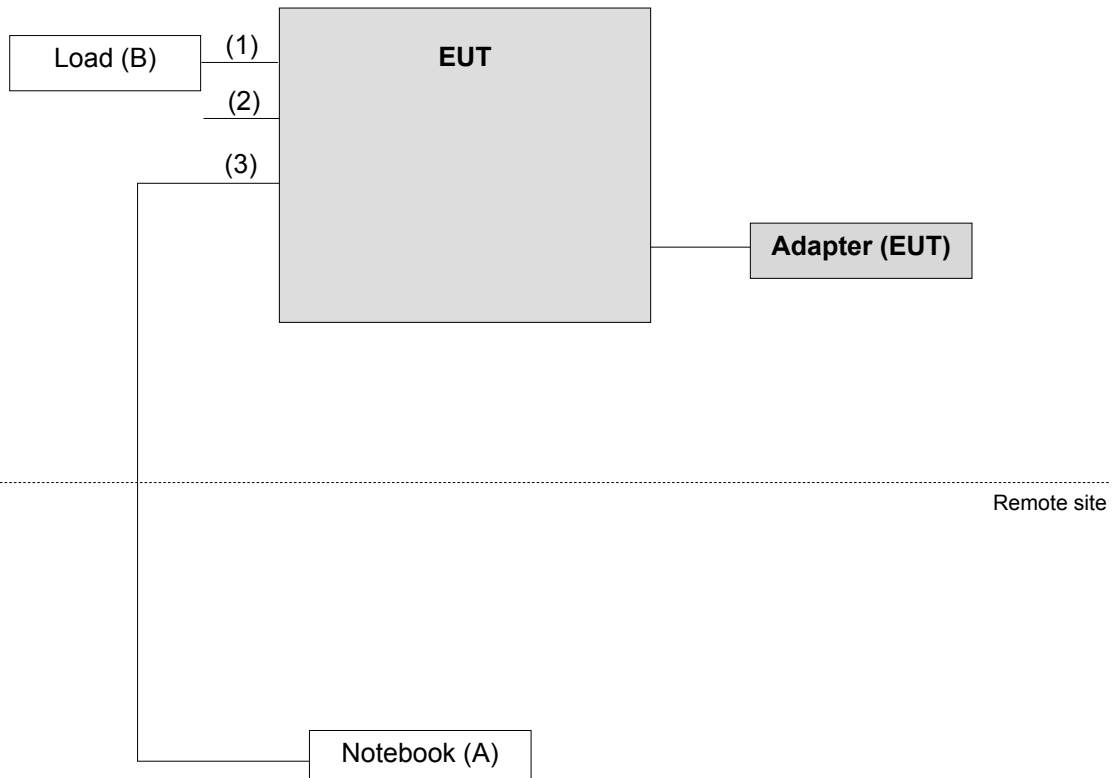 (1)
Load (B)
EUT
(2)
(3)
Adapter (EUT)
Remote site
Notebook (A)